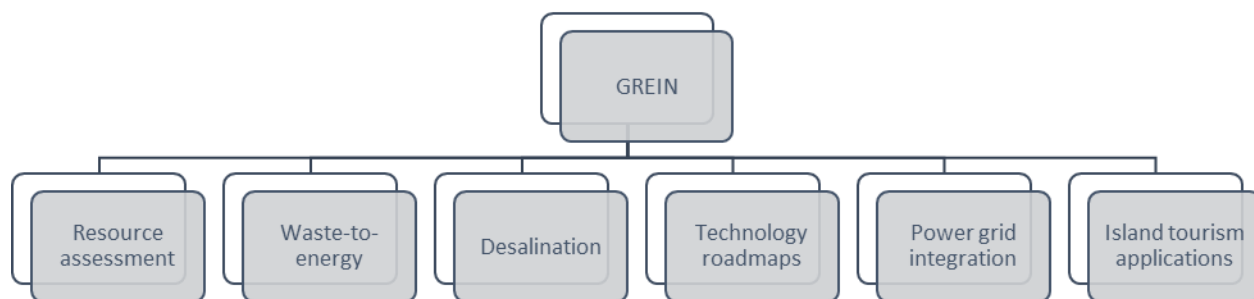 GREIN
Resource
assessment
Waste-to-
energy
Desalination
Technology
roadmaps
Power grid
integration
Island tourism
applications